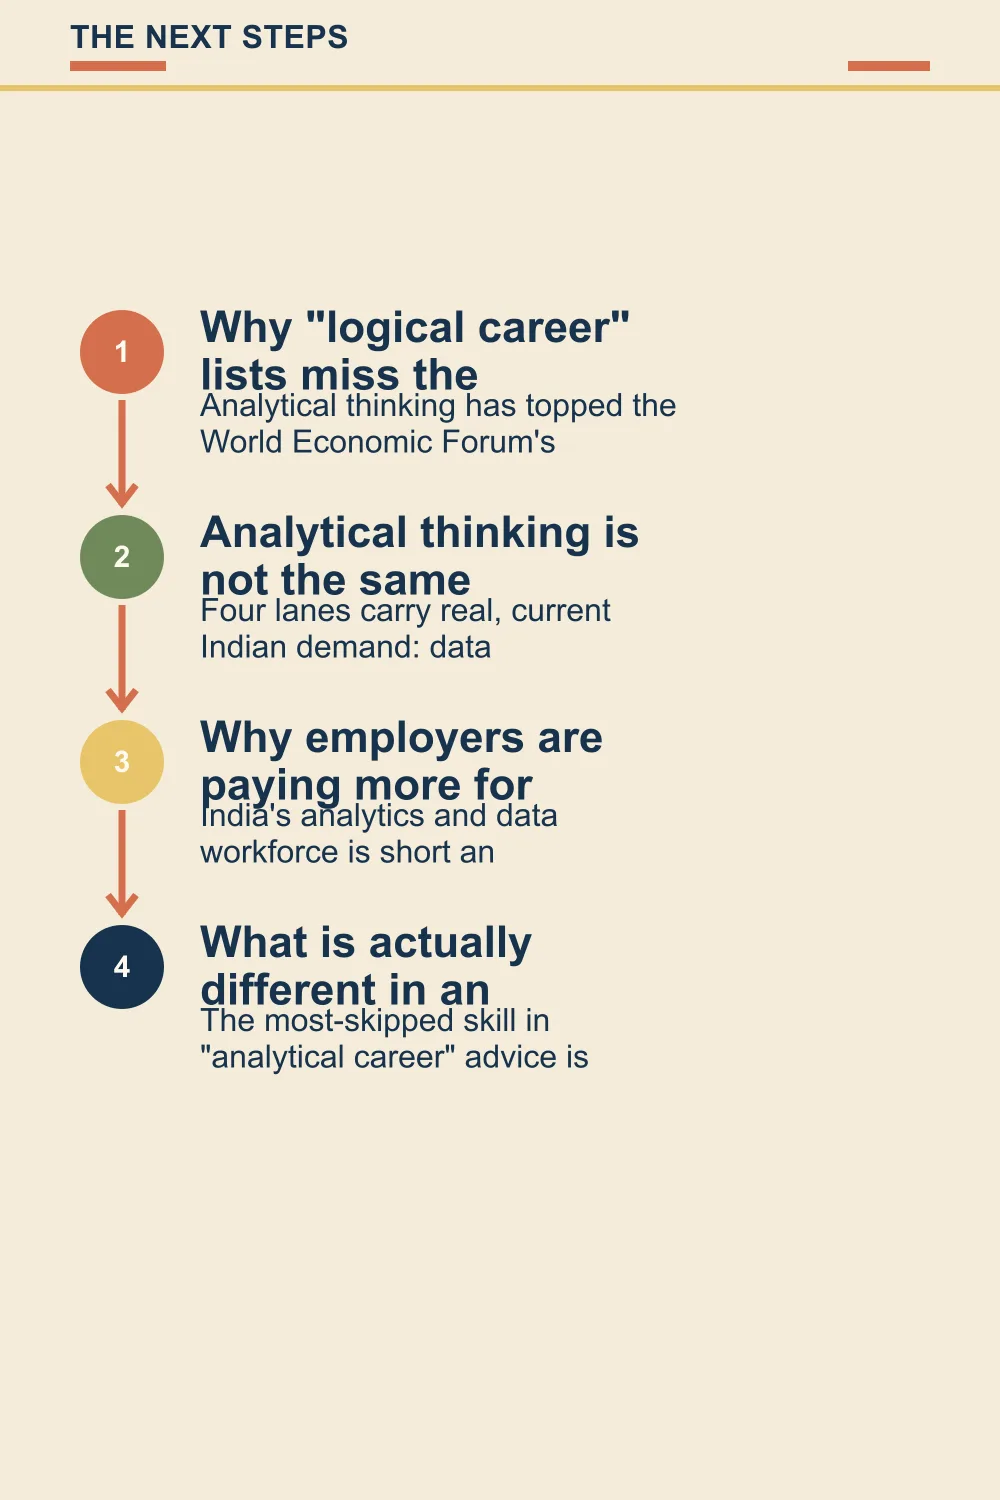 THE NEXT STEPS
1
Why "logical career"
lists miss the
Analytical thinking has topped the
World Economic Forum's
2
Analytical thinking is
not the same
Four lanes carry real, current
Indian demand: data
3
Why employers are
paying more for
India's analytics and data
workforce is short an
4
What is actually
different in an
The most-skipped skill in
"analytical career" advice is